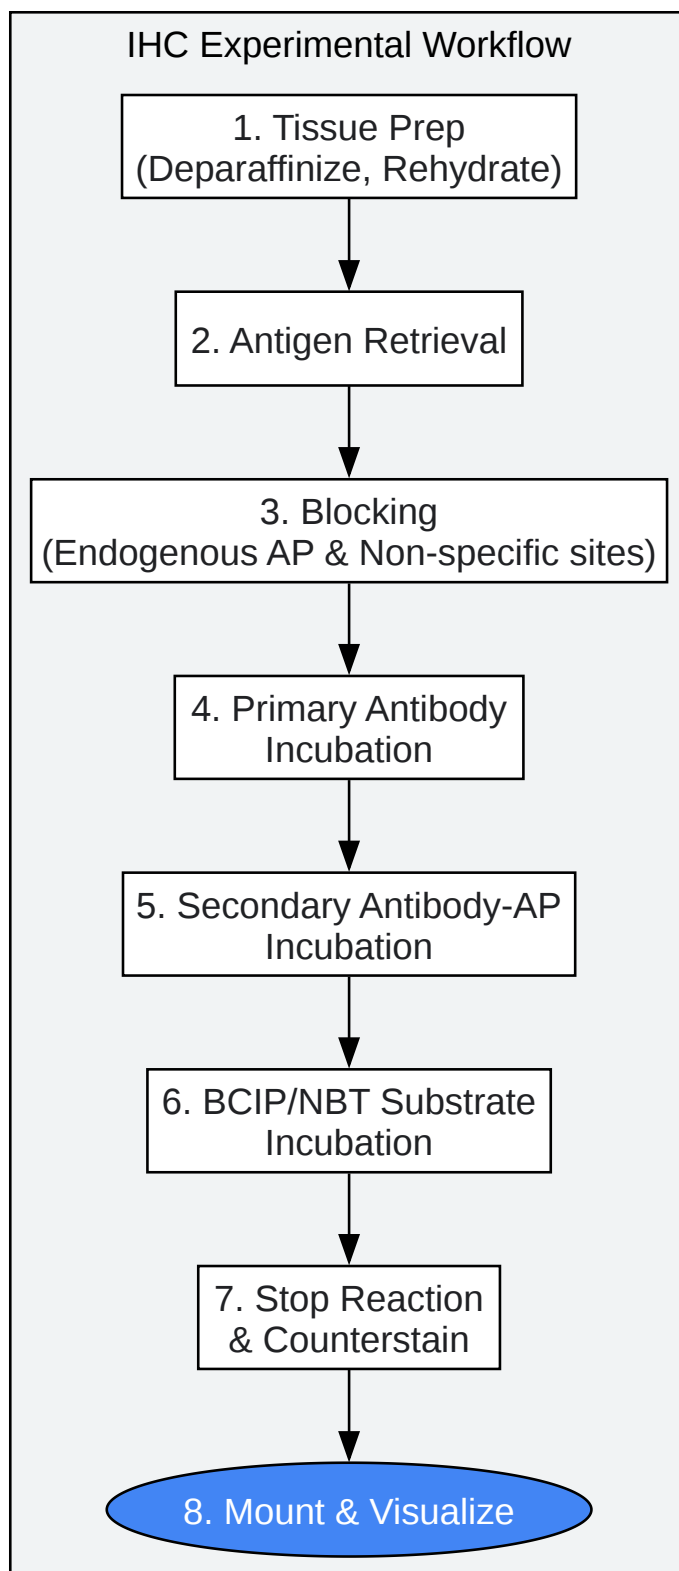 IHC Experimental Workflow
1. Tissue Prep
(Deparaffinize, Rehydrate)
2. Antigen Retrieval
3. Blocking
(Endogenous AP & Non-specific sites)
4. Primary Antibody
Incubation
5. Secondary Antibody-AP
Incubation
6. BCIP/NBT Substrate
Incubation
7. Stop Reaction
& Counterstain
8. Mount & Visualize